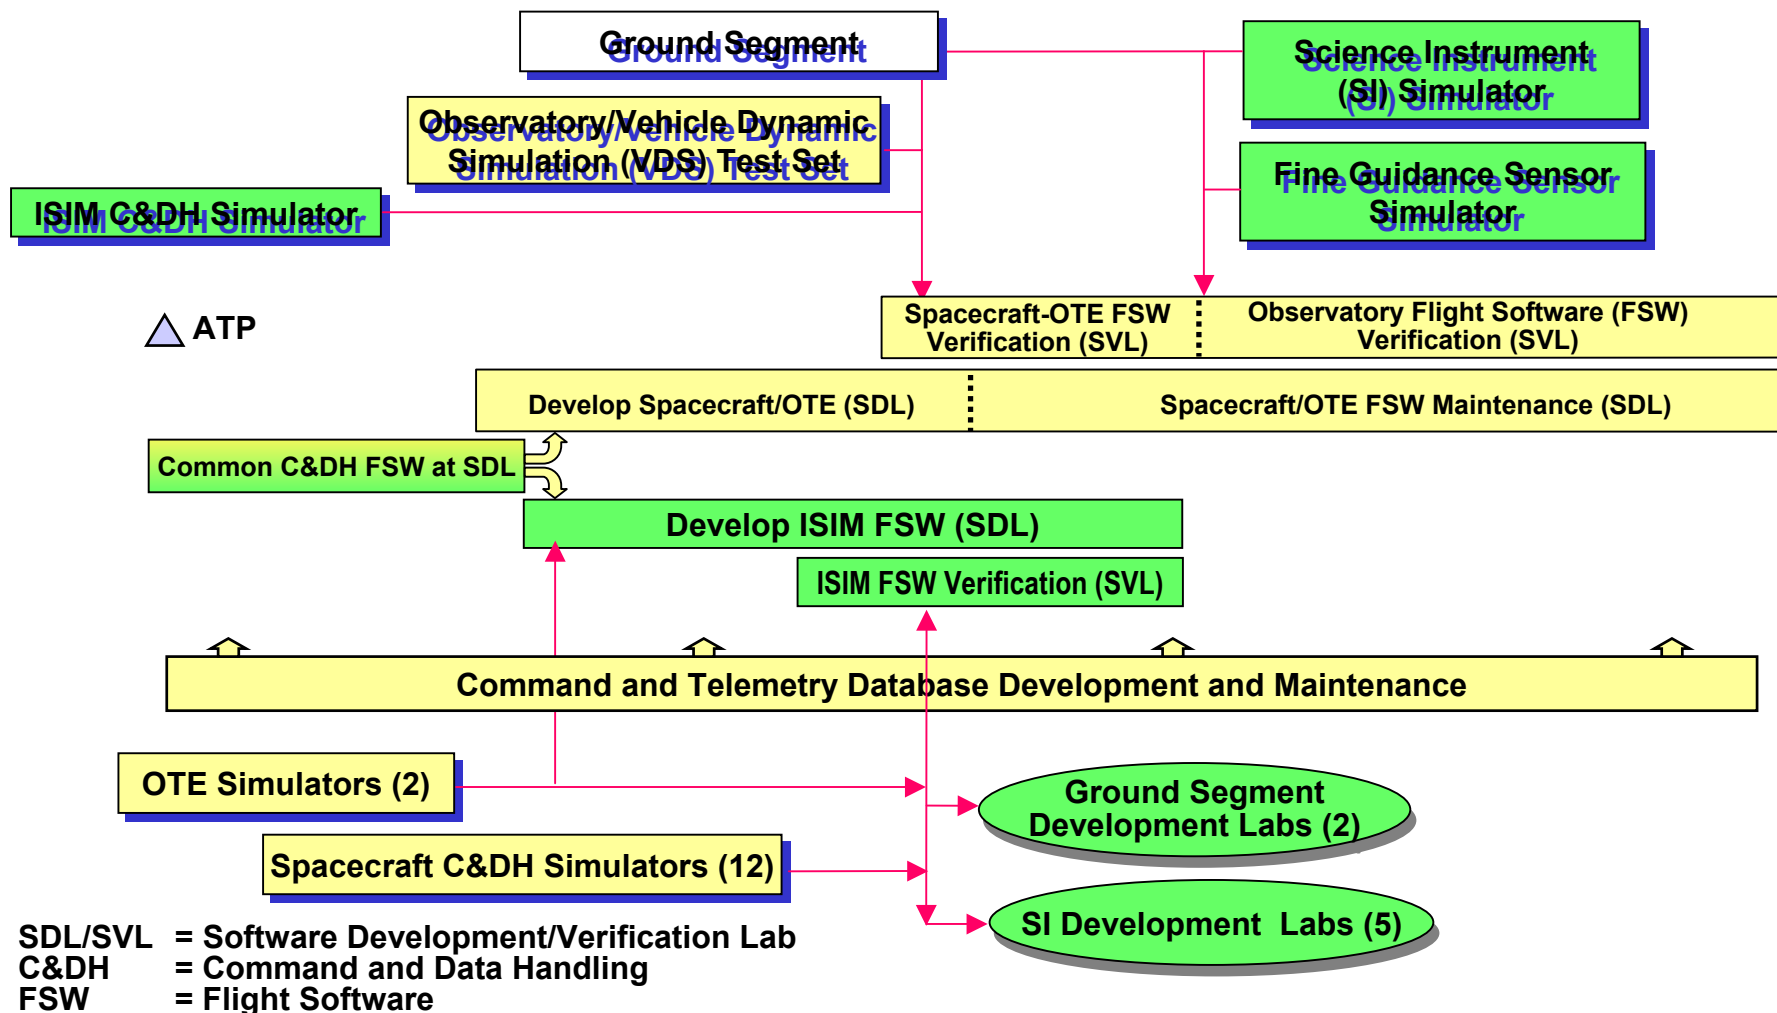 Ground Segment
Science Instrument
(SI) Simulator
Observatory/Vehicle Dynamic
Simulation (VDS) Test Set
Fine Guidance Sensor
Simulator
ISIM C&DH Simulator
ATP
Spacecraft-OTE FSW
Verification (SVL)
Observatory Flight Software (FSW)
Verification (SVL)
Develop Spacecraft/OTE (SDL)
Spacecraft/OTE FSW Maintenance (SDL)
Common C&DH FSW at SDL
Develop ISIM FSW (SDL)
ISIM FSW Verification (SVL)
Command and Telemetry Database Development and Maintenance
OTE Simulators (2)
Ground Segment
Development Labs (2)
Spacecraft C&DH Simulators (12)
SI Development Labs (5)
SDL/SVL = Software Development/Verification Lab
C&DH = Command and Data Handling
FSW = Flight Software